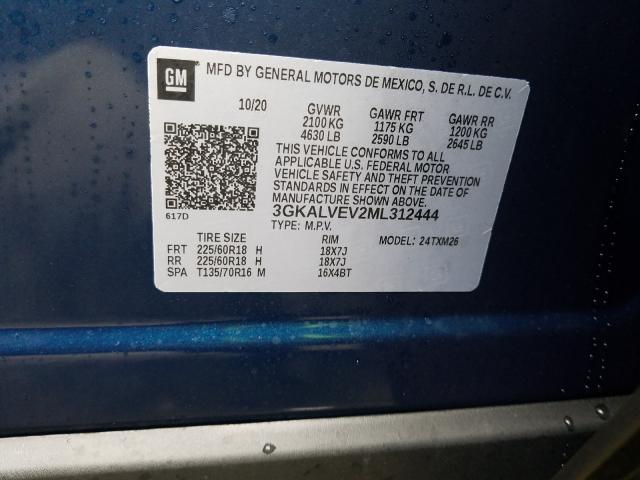 GM
MFD BY GENERAL MOTORS DE MEXICO, S. DE R.L. DE C.V.
10/20 GVWR GAWR FRT GAWR RR
2100 KG 1175 KG 1200 KG
4630 LB 2590 LB 2645 LB
THIS VEHICLE CONFORMS TO ALL
APPLICABLE U.S. FEDERAL MOTOR
VEHICLE SAFETY AND THEFT PREVENTION
STANDARDS IN EFFECT ON THE DATE OF
MANUFACTURE SHOWN ABOVE.
617D
3GKALVEV2ML312444
TYPE: M.P.V.
TIRE SIZE RIM MODEL: 24TXM26
FRT 225/60R18 H 18X7J
RR 225/60R18 H 18X7J
SPA T135/70R16 M 16X4BT